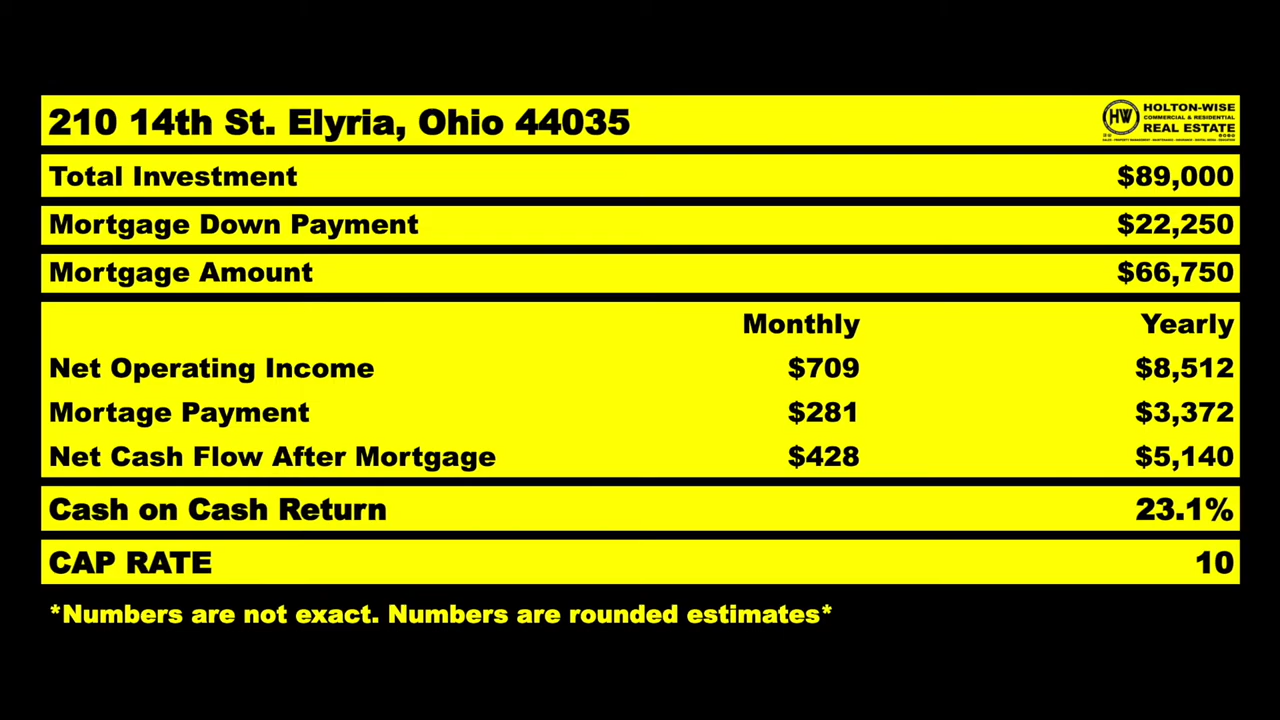 210 14th St. Elyria, Ohio 44035
HW
HOLTON-WISE
COMMERCIAL & RESIDENTIAL
REAL ESTATE
Total Investment $89,000
Mortgage Down Payment $22,250
Mortgage Amount $66,750
Monthly Yearly
Net Operating Income $709 $8,512
Mortage Payment $281 $3,372
Net Cash Flow After Mortgage $428 $5,140
Cash on Cash Return 23.1%
CAP RATE 10
*Numbers are not exact. Numbers are rounded estimates*